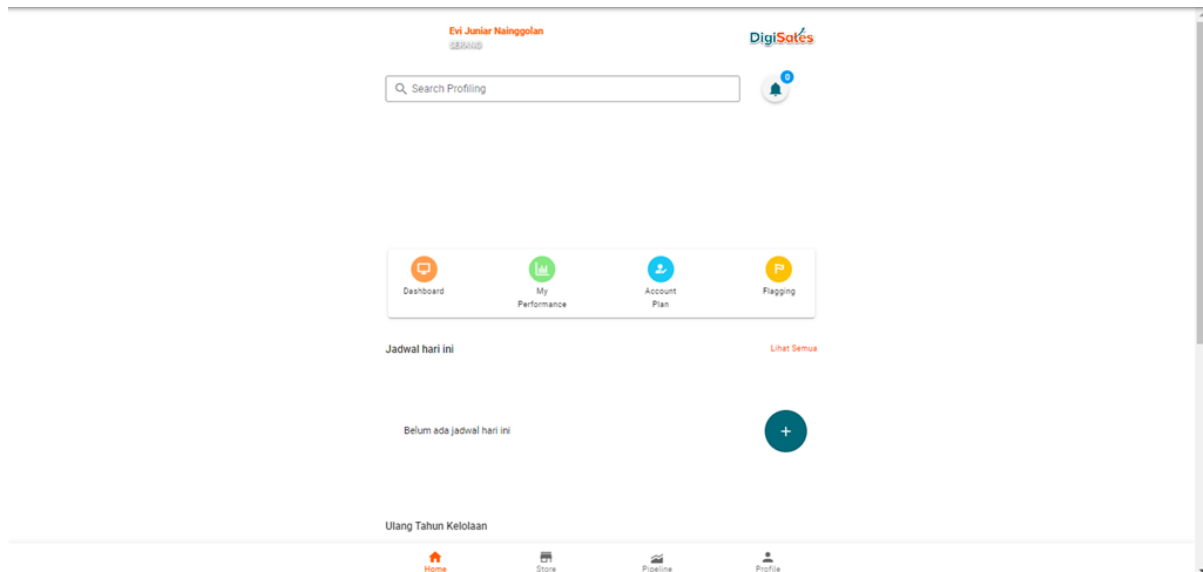 Evi Juniar Nainggolan
SERANG
DigiSales
Search Profiling
0
Dashboard
My
Performance
Account
Plan
Flagging
Jadwal hari ini
Lihat Semua
Belum ada jadwal hari ini
+
Ulang Tahun Kelolaan
Home
Store
Pipeline
Profile